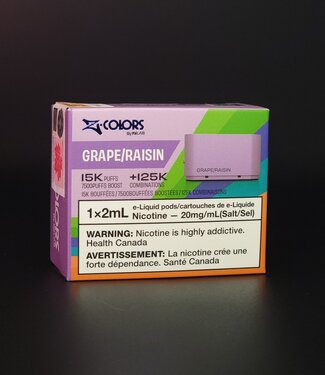 COLORS
GRAPE/RAISIN
15K PUFFS +125K
7500PUFFS BOOST COMBINATIONS
15K BOUFFÉES/7500BOUFFÉES BOOSTÉES/+125K COMBINAISONS
GRAPE/RAISIN
1×2mL e-Liquid pods/cartouches de e-Liquide
Nicotine — 20mg/mL(Salt/Sel)
WARNING: Nicotine is highly addictive.
Health Canada
AVERTISSEMENT: La nicotine crée une
forte dépendance. Santé Canada